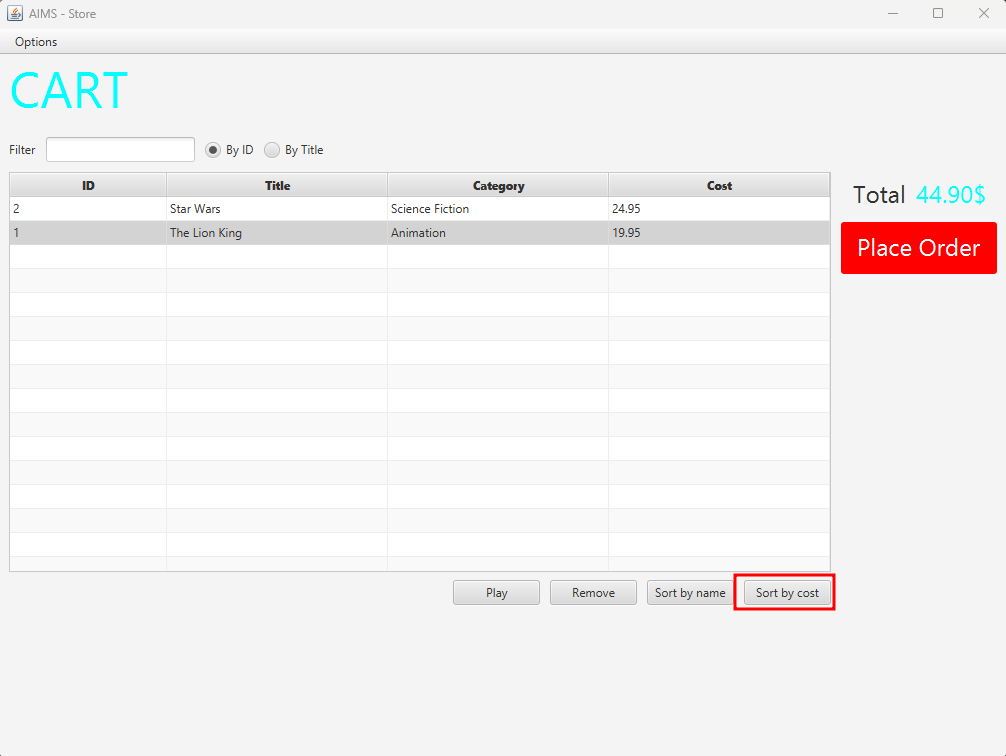 AIMS - Store
Options
CART
Filter By ID By Title
ID Title Category Cost
2 Star Wars Science Fiction 24.95
1 The Lion King Animation 19.95
Total 44.90$
Place Order
Play Remove Sort by name Sort by cost